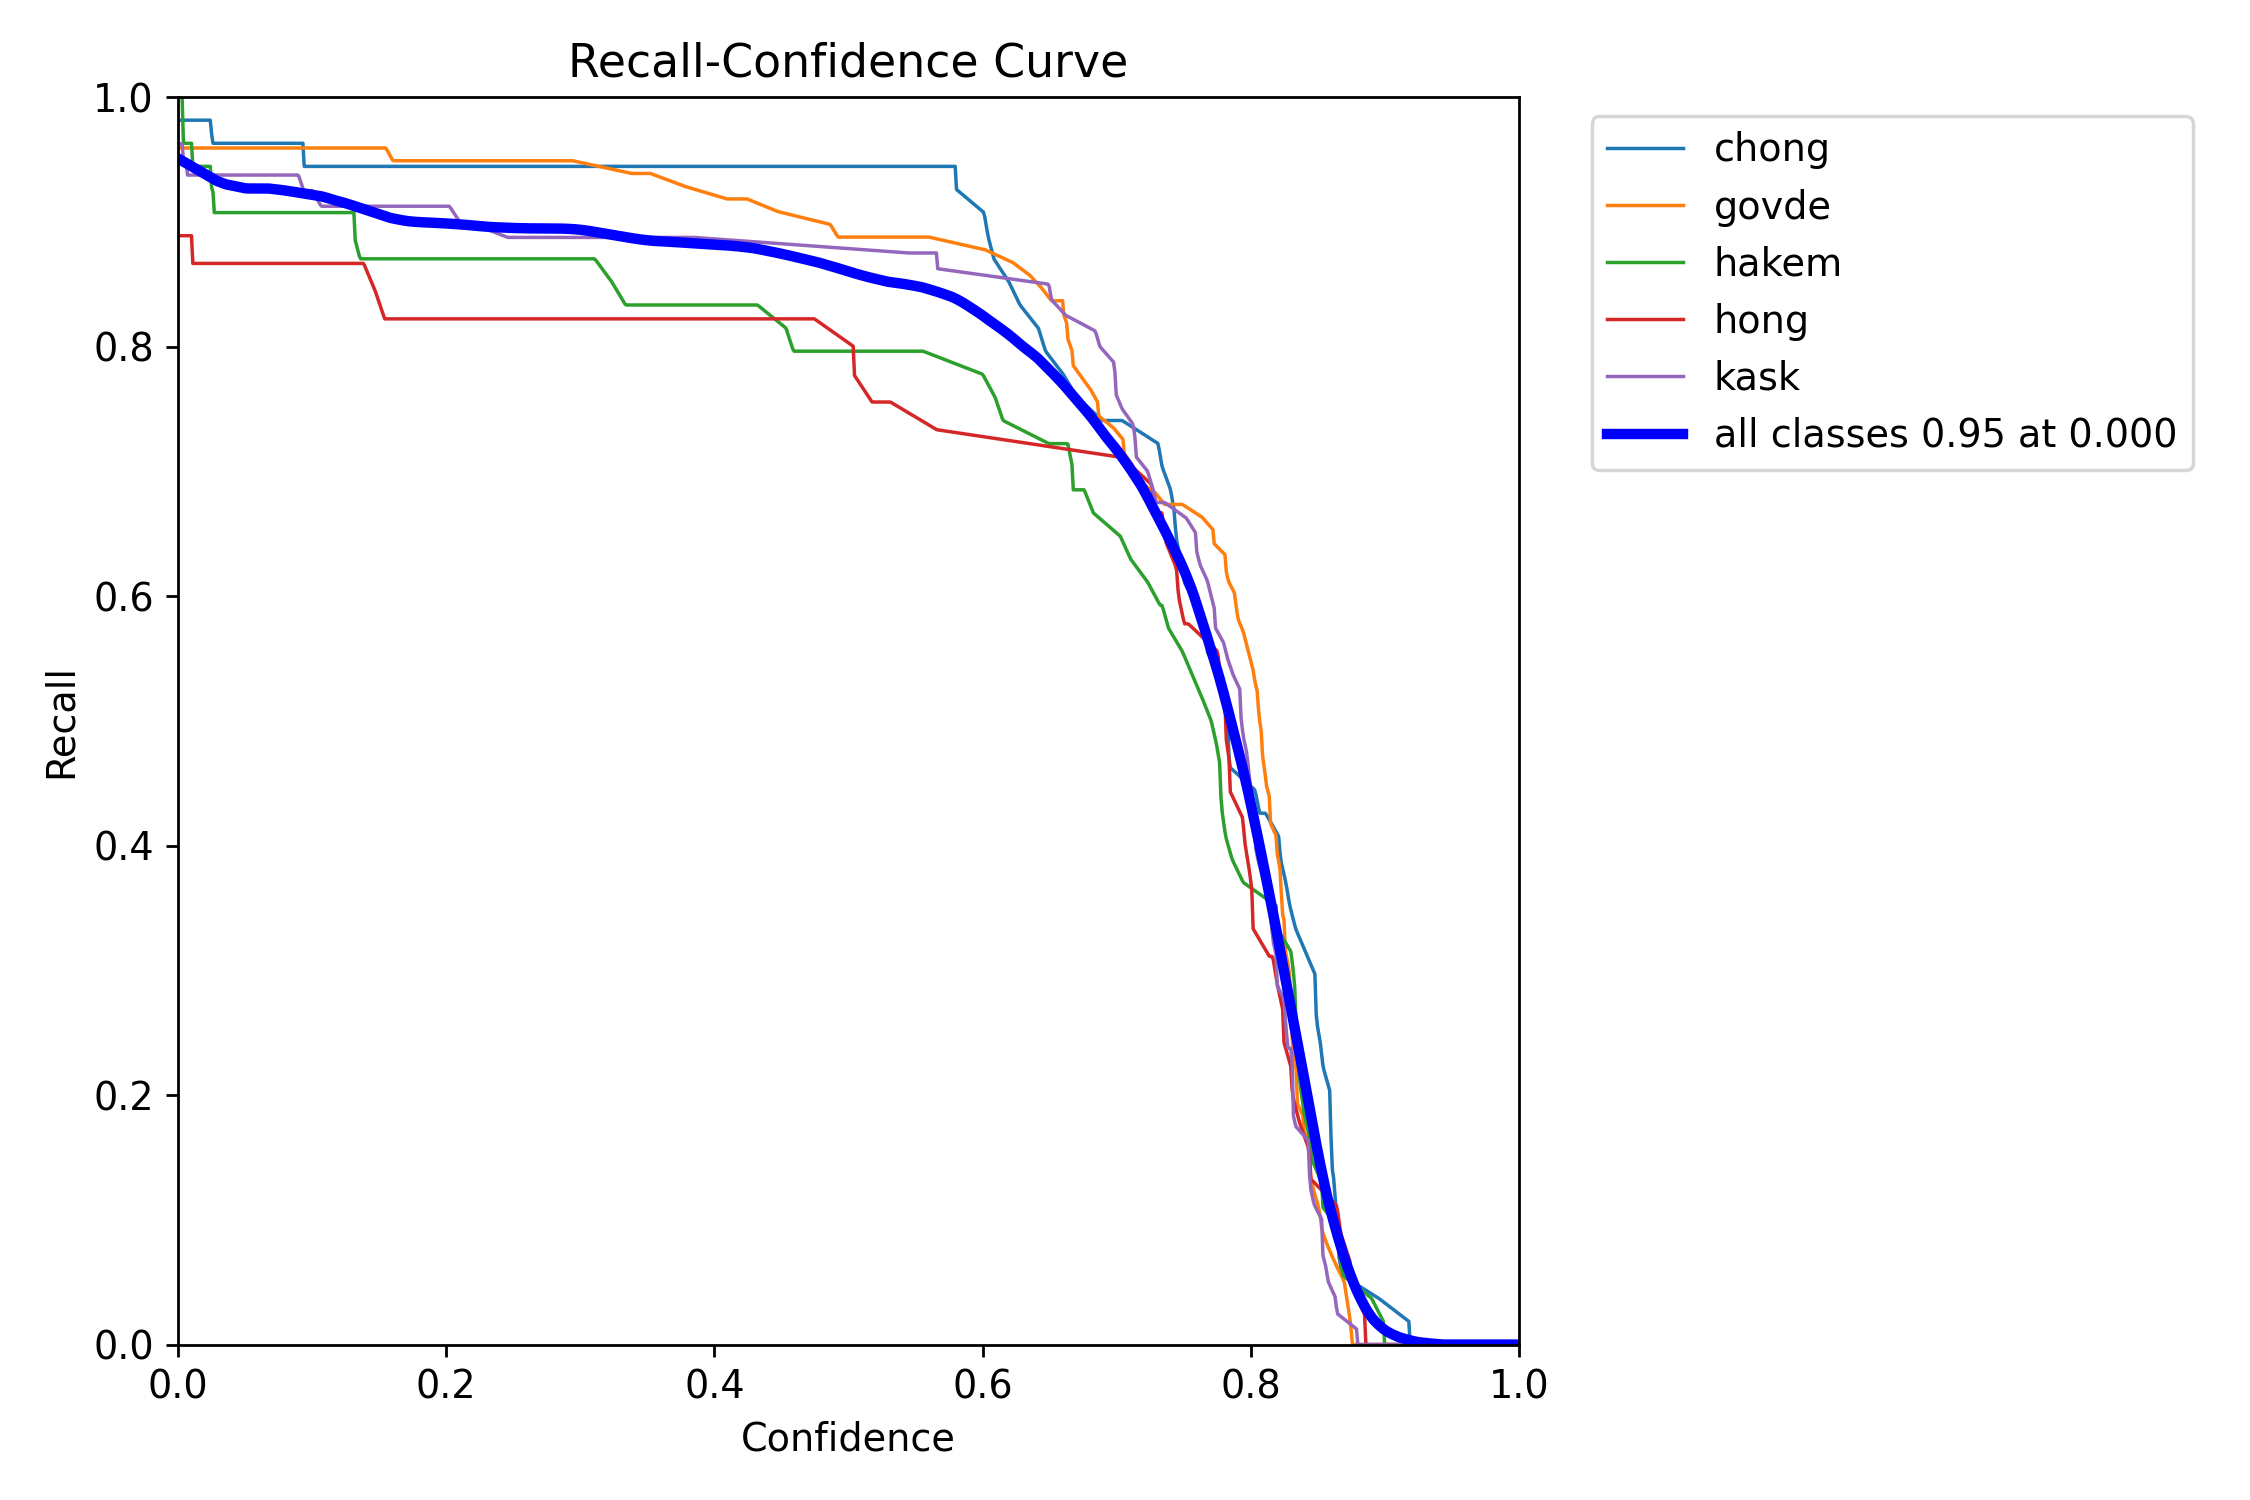 Recall-Confidence Curve
1.0
0.8
0.6
0.4
0.2
0.0
Recall
0.0 0.2 0.4 0.6 0.8 1.0
Confidence
chong
govde
hakem
hong
kask
all classes 0.95 at 0.000